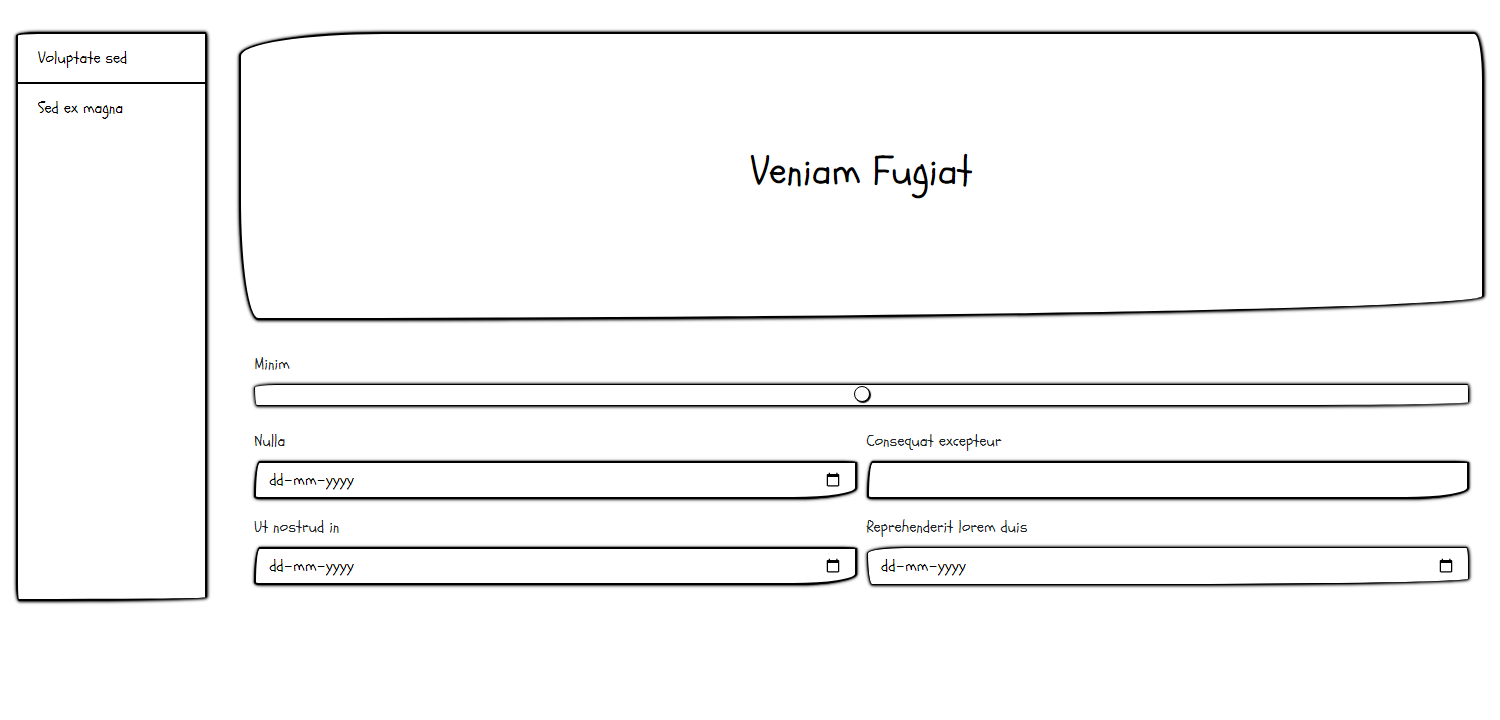 Voluptate sed
Sed ex magna
Veniam Fugiat
Minim
Nulla
Consequat excepteur
dd-mm-yyyy
Ut nostrud in
Reprehenderit lorem duis
dd-mm-yyyy
dd-mm-yyyy